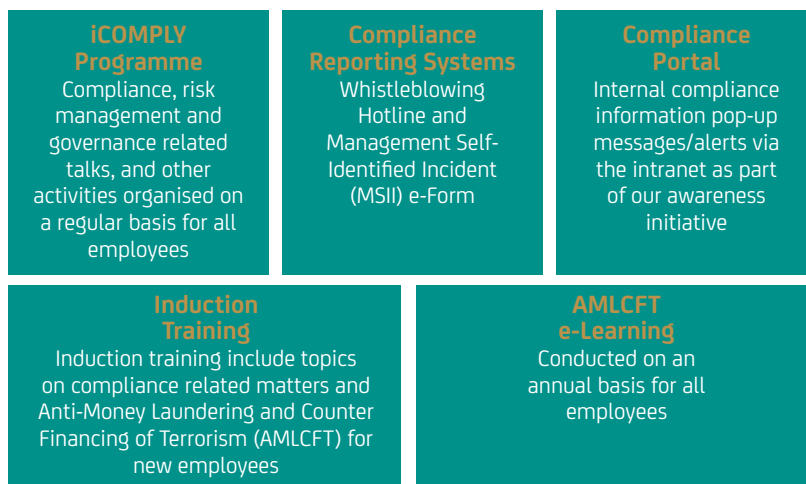 iCOMPLY
Programme
Compliance, risk
management and
governance related
talks, and other
activities organised on
a regular basis for all
employees
Compliance
Reporting Systems
Whistleblowing
Hotline and
Management Self-
Identified Incident
(MSII) e-Form
Compliance
Portal
Internal compliance
information pop-up
messages/alerts via
the intranet as part
of our awareness
initiative
Induction
Training
Induction training include topics
on compliance related matters and
Anti-Money Laundering and Counter
Financing of Terrorism (AMLCFT) for
new employees
AMLCFT
e-Learning
Conducted on an
annual basis for all
employees